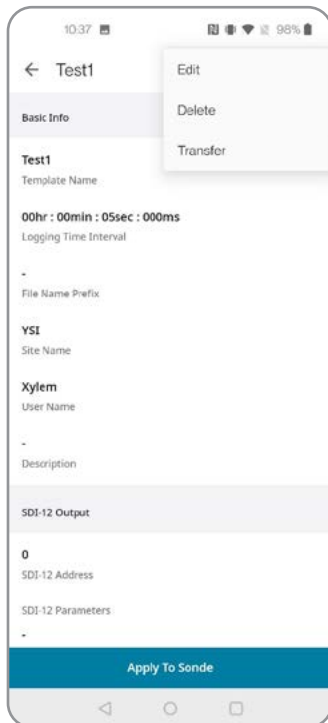 10:37 98%
← Test1
Edit
Delete
Transfer
Basic Info
Test1
Template Name
00hr : 00min : 05sec : 000ms
Logging Time Interval
-
File Name Prefix
YSI
Site Name
Xylem
User Name
-
Description
SDI-12 Output
0
SDI-12 Address
SDI-12 Parameters
-
Apply To Sonde